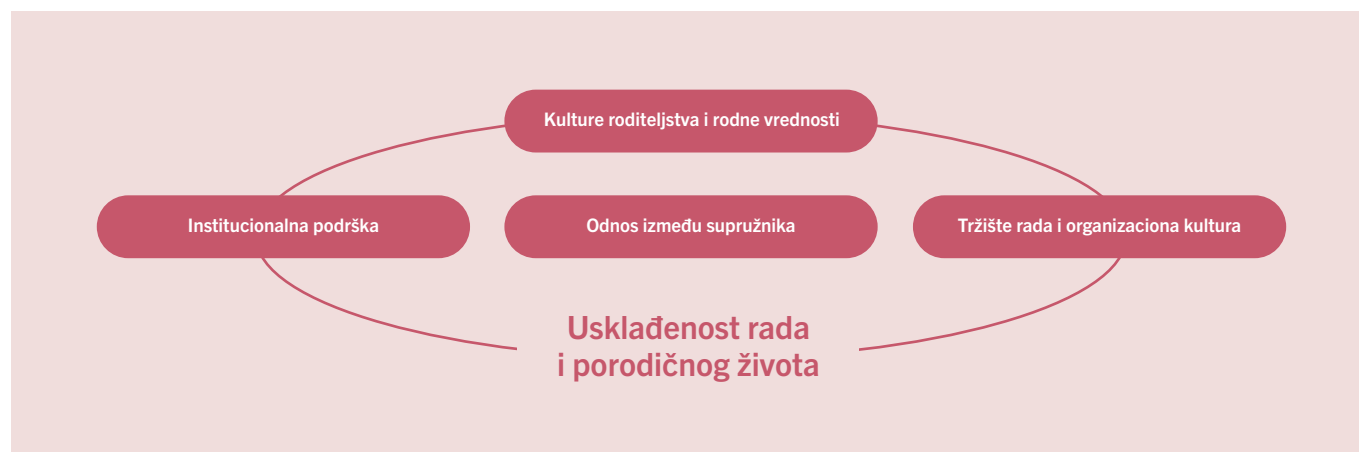 Kulture roditeljstva i rodne vrednosti
Institucionalna podrška
Odnos između supružnika
Tržište rada i organizaciona kultura
Usklađenost rada
i porodičnog života